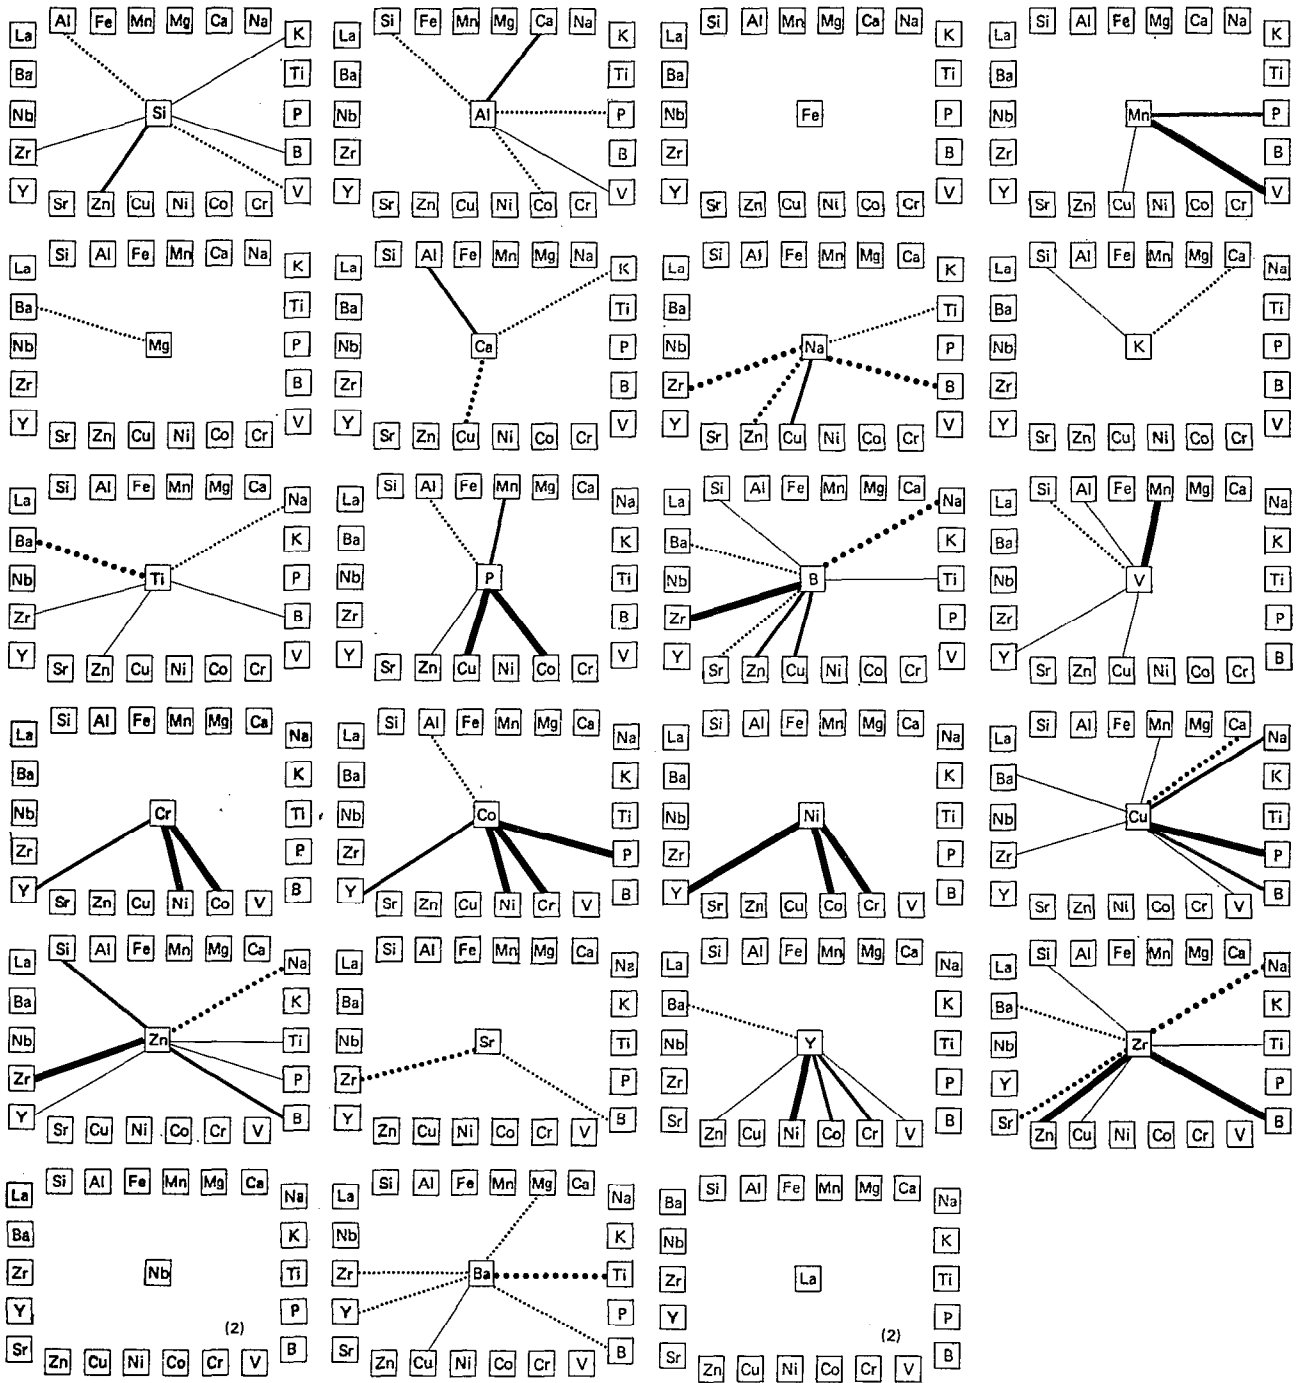 Al Fe Mn Mg Ca Na
La K
Ba Ti
Nb Si P
Zr B
Y V
Sr Zn Cu Ni Co Cr
Si Fe Mn Mg Ca Na
La K
Ba Ti
Nb Al P
Zr B
Y V
Sr Zn Cu Ni Co Cr
Si Al Mn Mg Ca Na
La K
Ba Ti
Nb Fe P
Zr B
Y V
Sr Zn Cu Ni Co Cr
Si Al Fe Mg Ca Na
La K
Ba Ti
Nb Mn P
Zr B
Y V
Sr Zn Cu Ni Co Cr
Si Al Fe Mn Ca Na
La K
Ba Ti
Nb Mg P
Zr B
Y V
Sr Zn Cu Ni Co Cr
Si Al Fe Mn Mg Na
La K
Ba Ti
Nb Ca P
Zr B
Y V
Sr Zn Cu Ni Co Cr
Si Al Fe Mn Mg Ca
La K
Ba Ti
Nb Na P
Zr B
Y V
Sr Zn Cu Ni Co Cr
Si Al Fe Mn Mg Ca
La Na
Ba Ti
Nb K P
Zr B
Y V
Sr Zn Cu Ni Co Cr
Si Al Fe Mn Mg Ca
La Na
Ba K
Nb Ti P
Zr B
Y V
Sr Zn Cu Ni Co Cr
Si Al Fe Mn Mg Ca
La Na
Ba K
Nb P Ti
Zr B
Y V
Sr Zn Cu Ni Co Cr
Si Al Fe Mn Mg Ca
La Na
Ba K
Nb B Ti
Zr P
Y V
Sr Zn Cu Ni Co Cr
Si Al Fe Mn Mg Ca
La Na
Ba K
Nb V Ti
Zr P
Y B
Sr Zn Cu Ni Co Cr
Si Al Fe Mn Mg Ca
La Na
Ba K
Nb Cr Ti
Zr P
Y B
Sr Zn Cu Ni Co V
Si Al Fe Mn Mg Ca
La Na
Ba K
Nb Co Ti
Zr P
Y B
Sr Zn Cu Ni Cr V
Si Al Fe Mn Mg Ca
La Na
Ba K
Nb Ni Ti
Zr P
Y B
Sr Zn Cu Co Cr V
Si Al Fe Mn Mg Ca
La Na
Ba K
Nb Cu Ti
Zr P
Y B
Sr Zn Ni Co Cr V
Si Al Fe Mn Mg Ca
La Na
Ba K
Nb Zn Ti
Zr P
Y B
Sr Cu Ni Co Cr V
Si Al Fe Mn Mg Ca
La Na
Ba K
Nb Sr Ti
Zr P
Y B
Zn Cu Ni Co Cr V
Si Al Fe Mn Mg Ca
La Na
Ba K
Nb Y Ti
Zr P
Sr B
Zn Cu Ni Co Cr V
Si Al Fe Mn Mg Ca
La Na
Ba K
Nb Zr Ti
Y P
Sr B
Zn Cu Ni Co Cr V
Si Al Fe Mn Mg Ca
La Na
Ba K
Zr Nb Ti
Y P
(2)
Sr B
Zn Cu Ni Co Cr V
Si Al Fe Mn Mg Ca
La Na
Nb K
Zr Ba Ti
Y P
Sr B
Zn Cu Ni Co Cr V
Si Al Fe Mn Mg Ca
Ba Na
Nb K
Zr La Ti
Y P
(2)
Sr B
Zn Cu Ni Co Cr V